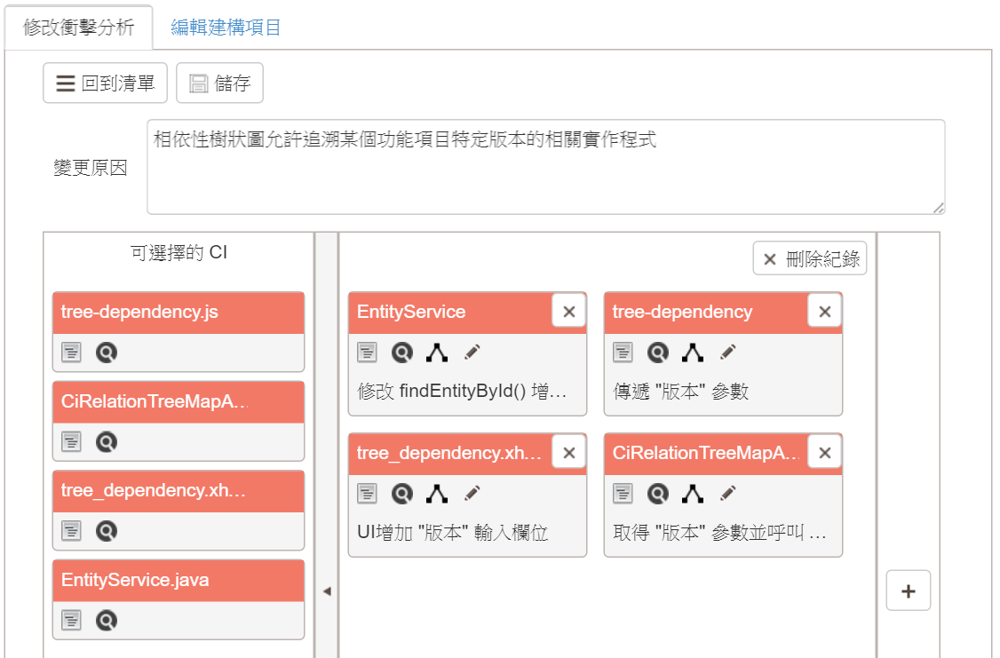 修改衝擊分析
編輯建構項目
回到清單
儲存
變更原因
相依性樹狀圖允許追溯某個功能項目特定版本的相關實作程式
可選擇的 CI
刪除紀錄
tree-dependency.js
CiRelationTreeMapA...
tree_dependency.xh...
EntityService.java
EntityService
修改 findEntityById() 增...
tree-dependency
傳遞 "版本" 參數
tree_dependency.xh...
UI增加 "版本" 輸入欄位
CiRelationTreeMapA...
取得 "版本" 參數並呼叫 ...